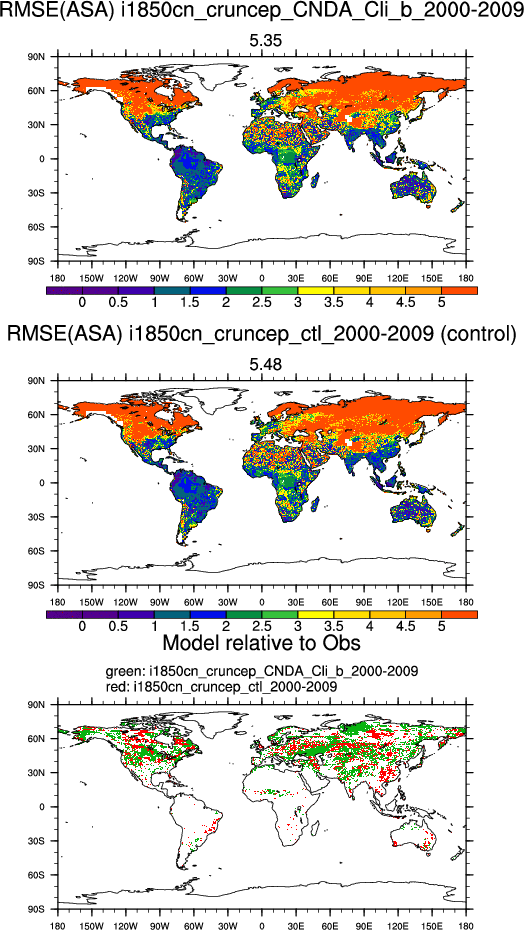 RMSE(ASA) i1850cn_cruncep_CNDA_Cli_b_2000-2009
5.35
90N
60N
30N
0
30S
60S
90S
180 150W 120W 90W 60W 30W 0 30E 60E 90E 120E 150E 180
0 0.5 1 1.5 2 2.5 3 3.5 4 4.5 5
RMSE(ASA) i1850cn_cruncep_ctl_2000-2009 (control)
5.48
90N
60N
30N
0
30S
60S
90S
180 150W 120W 90W 60W 30W 0 30E 60E 90E 120E 150E 180
0 0.5 1 1.5 2 2.5 3 3.5 4 4.5 5
Model relative to Obs
green: i1850cn_cruncep_CNDA_Cli_b_2000-2009
red: i1850cn_cruncep_ctl_2000-2009
90N
60N
30N
0
30S
60S
90S
180 150W 120W 90W 60W 30W 0 30E 60E 90E 120E 150E 180